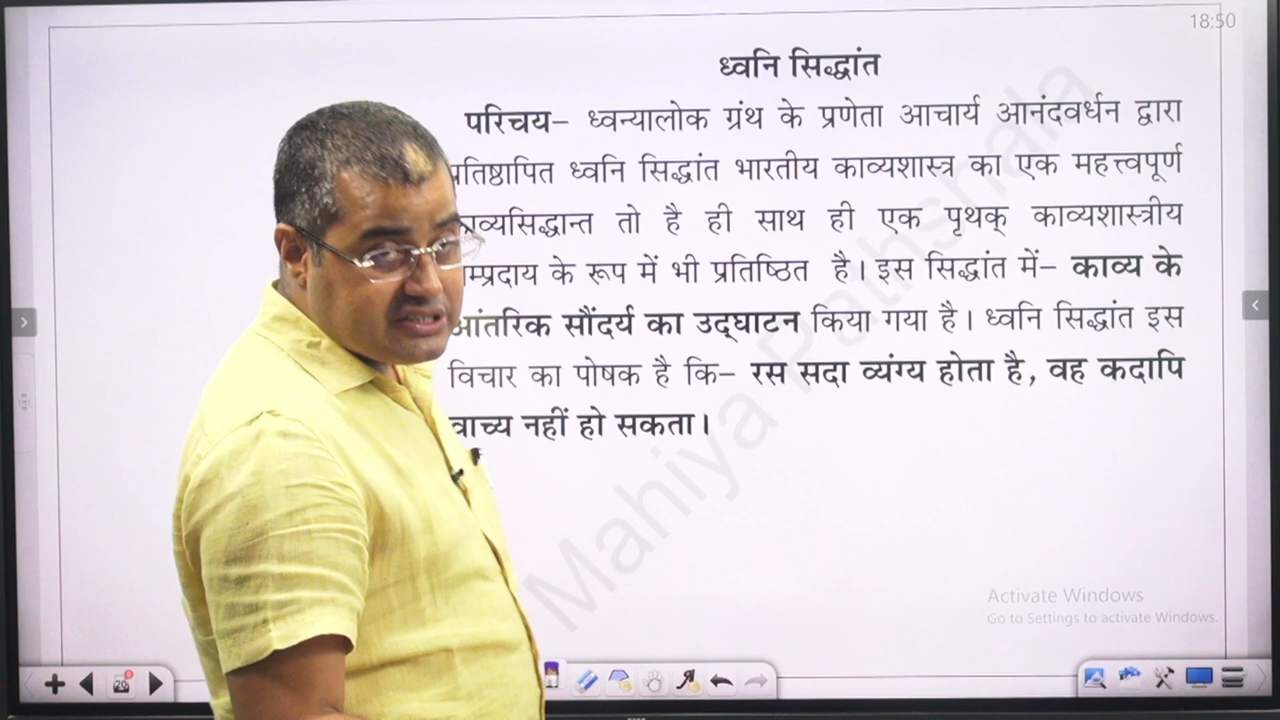 18:50
ध्वनि सिद्धांत
परिचय– ध्वन्यालोक ग्रंथ के प्रणेता आचार्य आनंदवर्धन द्वारा
प्रतिष्ठापित ध्वनि सिद्धांत भारतीय काव्यशास्त्र का एक महत्त्वपूर्ण
तो है ही साथ ही एक पृथक् काव्यशास्त्रीय
के रूप में भी प्रतिष्ठित है। इस सिद्धांत में– काव्य के
आंतरिक सौंदर्य का उद्घाटन किया गया है। ध्वनि सिद्धांत इस
विचार का पोषक है कि– रस सदा व्यंग्य होता है, वह कदापि
वाच्य नहीं हो सकता।
Mahiya Pathshala
Activate Windows
Go to Settings to activate Windows.
20